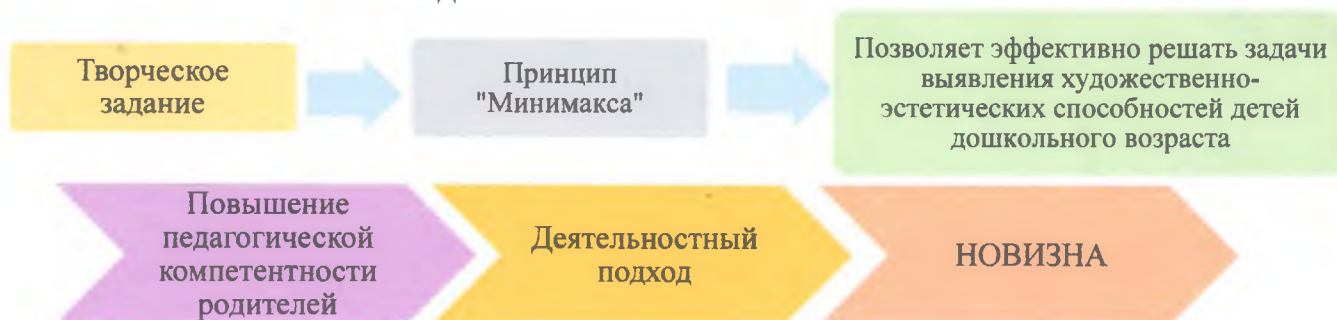 Творческое
задание
Принцип
"Минимакса"
Позволяет эффективно решать задачи
выявления художественно-
эстетических способностей детей
дошкольного возраста
Повышение
педагогической
компетентности
родителей
Деятельностный
подход
НОВИЗНА